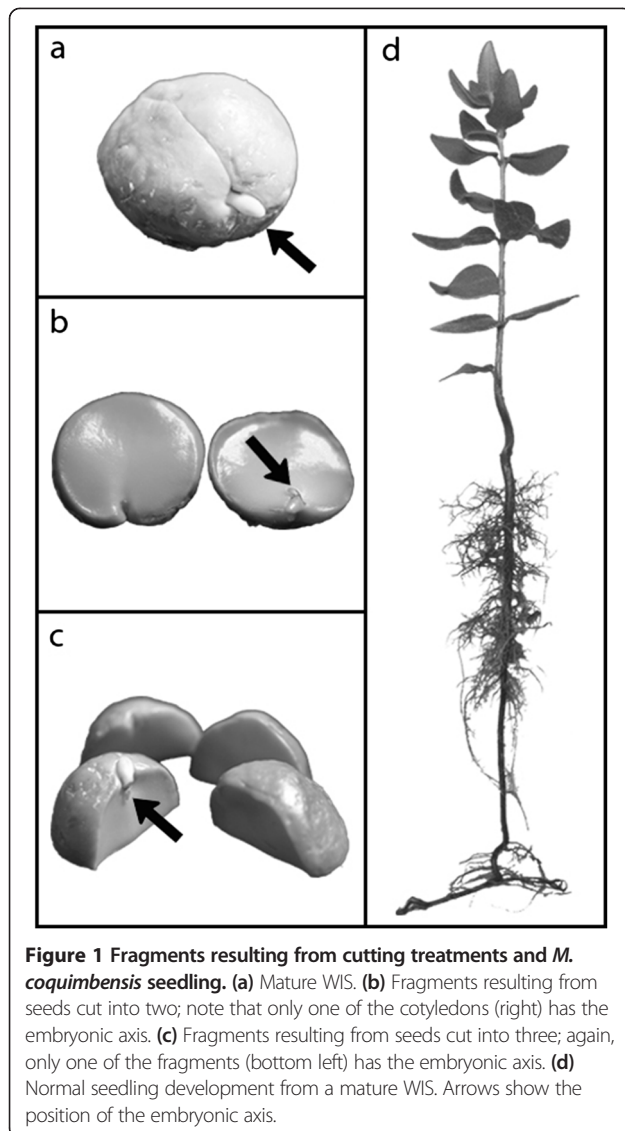 a
d
b
c
Figure 1 Fragments resulting from cutting treatments and M.
coquimbensis seedling. (a) Mature WIS. (b) Fragments resulting from
seeds cut into two; note that only one of the cotyledons (right) has the
embryonic axis. (c) Fragments resulting from seeds cut into three; again,
only one of the fragments (bottom left) has the embryonic axis. (d)
Normal seedling development from a mature WIS. Arrows show the
position of the embryonic axis.